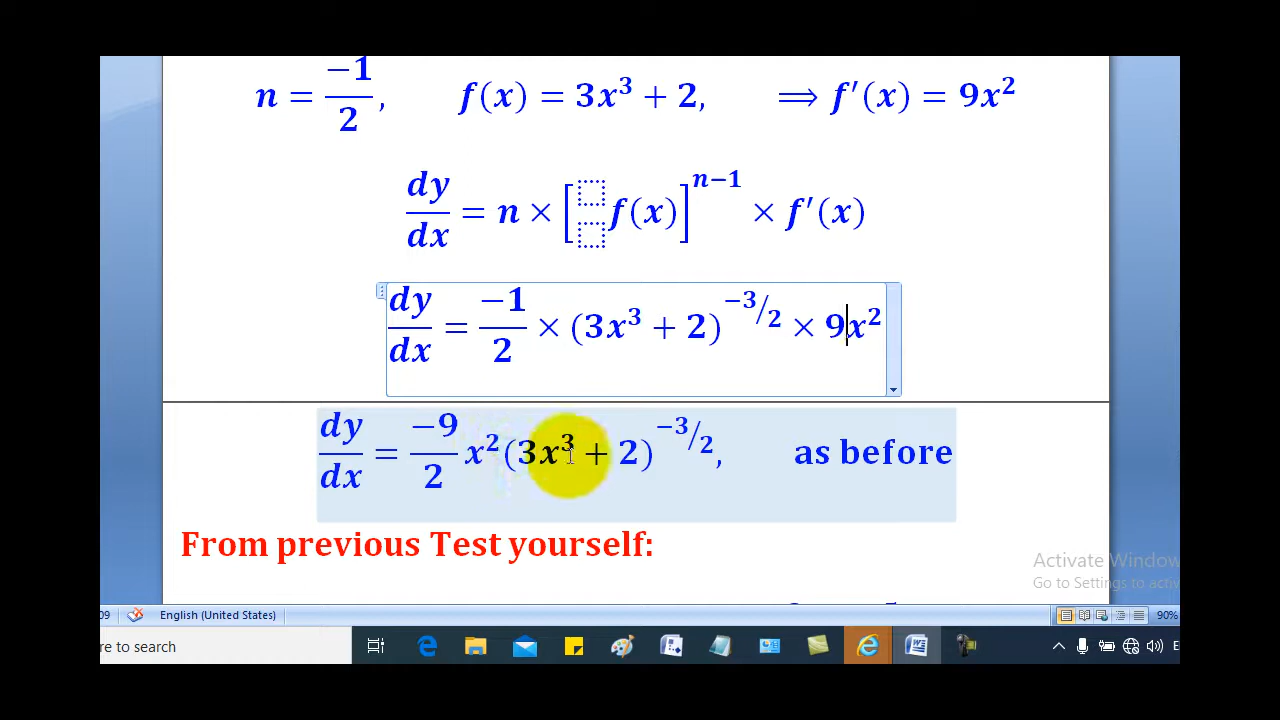 n = −1/2, f(x) = 3x³ + 2, ⟹ f′(x) = 9x²
dy/dx = n × [f(x)]ⁿ⁻¹ × f′(x)
dy/dx = −1/2 × (3x³ + 2)^(−3/2) × 9x²
dy/dx = −9/2 x²(3x³ + 2)^(−3/2), as before
From previous Test yourself:
Activate Window
Go to Settings to activ
09 English (United States) 90%
re to search